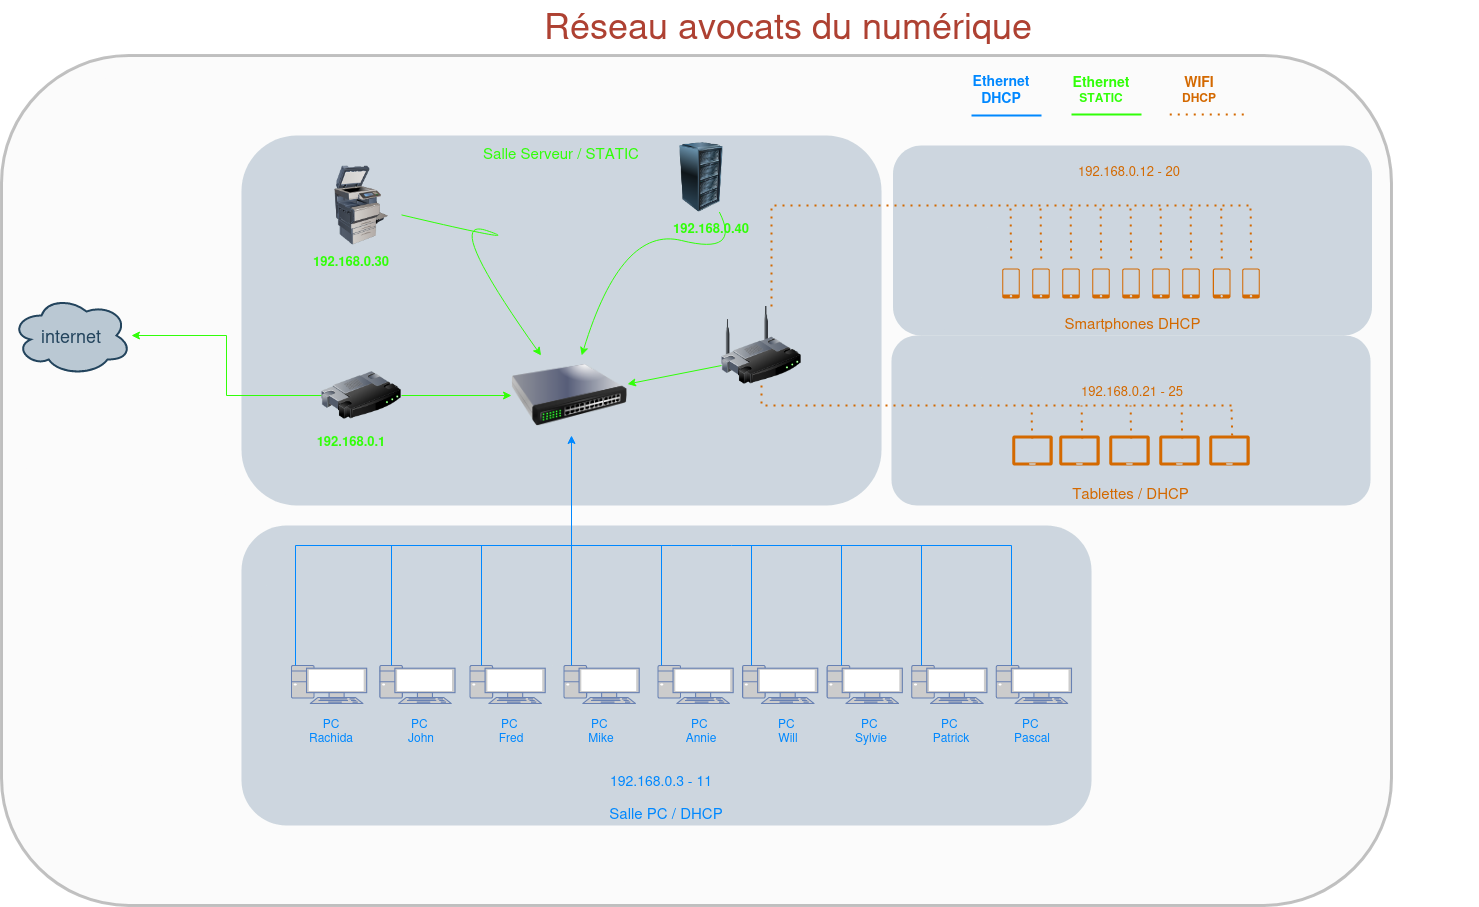 Réseau avocats du numérique
Ethernet
DHCP
Ethernet
STATIC
WIFI
DHCP
Salle Serveur / STATIC
192.168.0.30
192.168.0.40
192.168.0.12 - 20
Smartphones DHCP
internet
192.168.0.1
192.168.0.21 - 25
Tablettes / DHCP
PC
Rachida
PC
John
PC
Fred
PC
Mike
PC
Annie
PC
Will
PC
Sylvie
PC
Patrick
PC
Pascal
192.168.0.3 - 11
Salle PC / DHCP